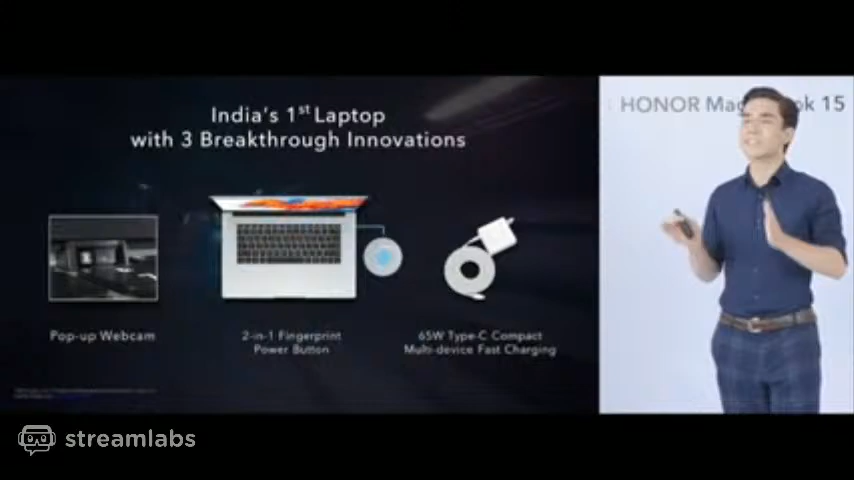 India's 1st Laptop
with 3 Breakthrough Innovations
HONOR Mag ok 15
Pop-up Webcam
2-in-1 Fingerprint
Power Button
65W Type-C Compact
Multi-device Fast Charging
streamlabs